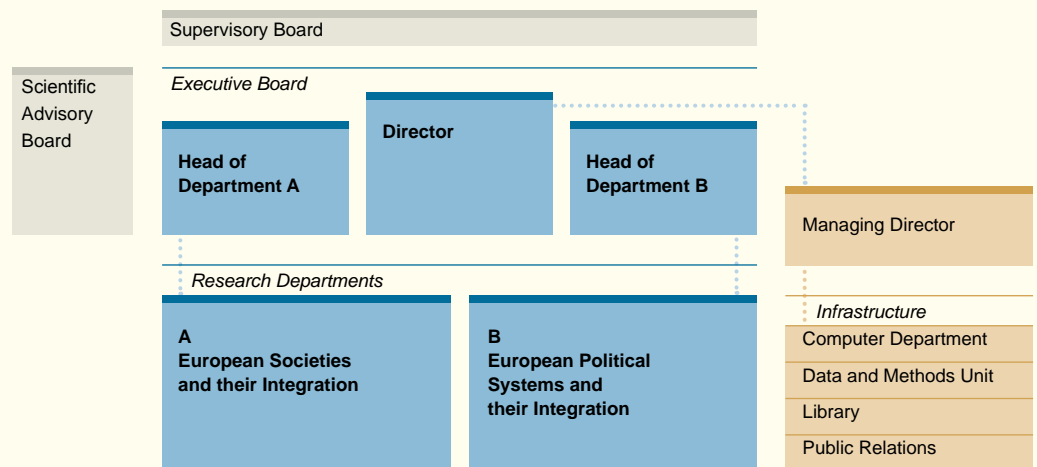 Supervisory Board
Scientific
Advisory
Board
Executive Board
Director
Head of
Department A
Head of
Department B
Managing Director
Research Departments
A
European Societies
and their Integration
B
European Political
Systems and
their Integration
Infrastructure
Computer Department
Data and Methods Unit
Library
Public Relations